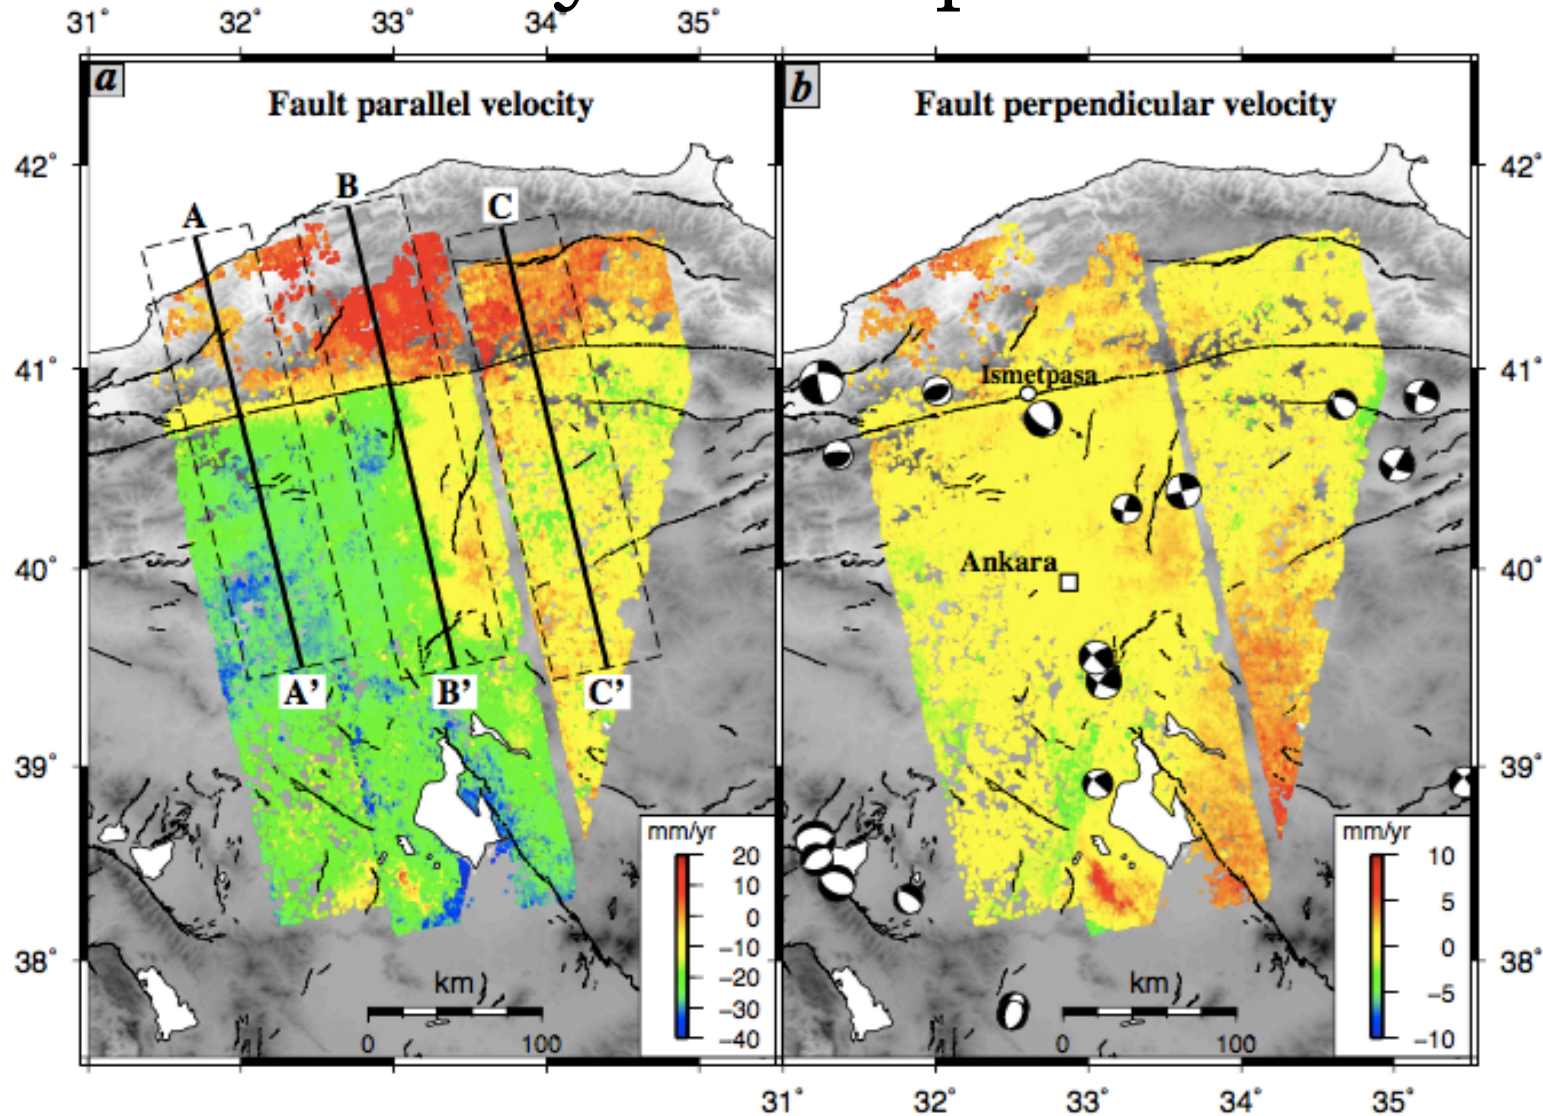 31° 32° 33° 34° 35°
a
b
Fault parallel velocity
Fault perpendicular velocity
42°
42°
B
A
C
41°
41°
Ismetpasa
40°
Ankara
40°
A’
B’
C’
39°
39°
mm/yr
20
10
0
−10
−20
−30
−40
mm/yr
10
5
0
−5
−10
38°
38°
km
0 100
km
0 100
31° 32° 33° 34° 35°